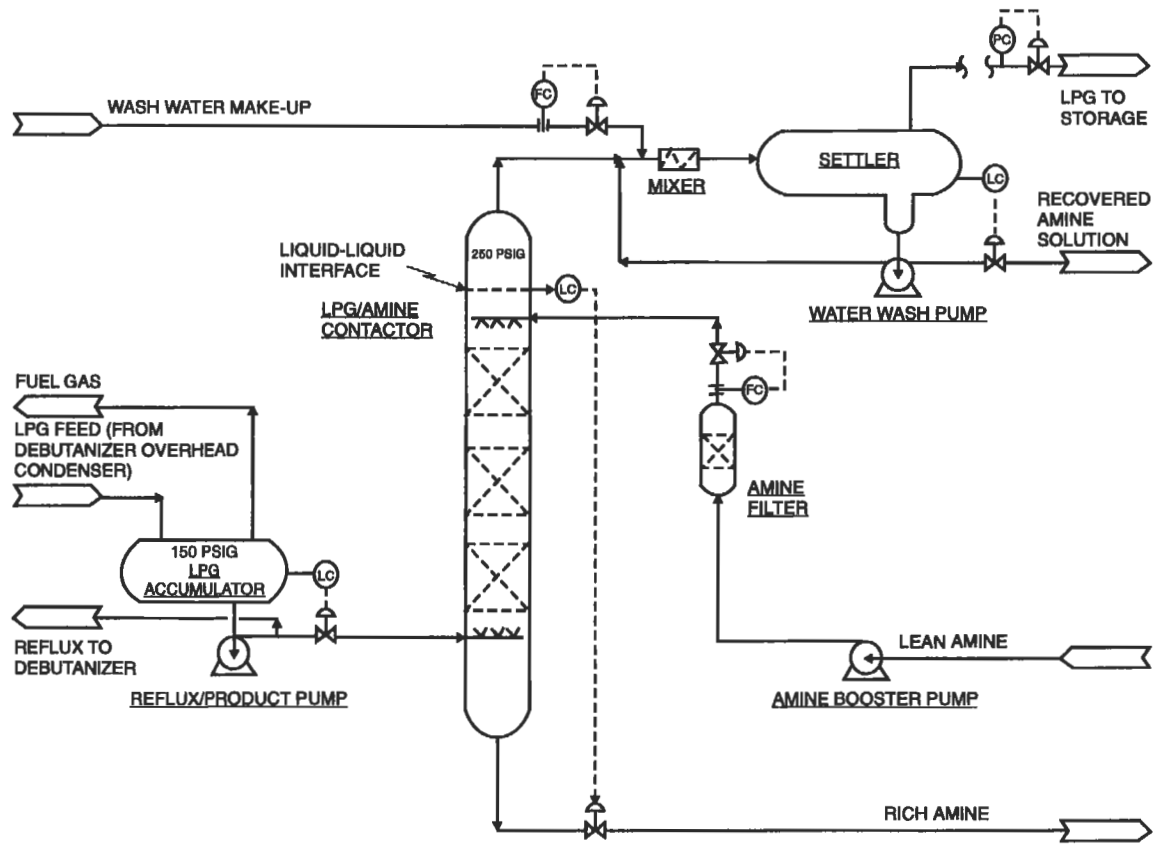 PC
LPG TO
STORAGE
WASH WATER MAKE-UP
FC
SETTLER
MIXER
LC
RECOVERED
AMINE
SOLUTION
WATER WASH PUMP
250 PSIG
LIQUID-LIQUID
INTERFACE
LC
LPG/AMINE
CONTACTOR
FC
AMINE
FILTER
FUEL GAS
LPG FEED (FROM
DEBUTANIZER OVERHEAD
CONDENSER)
150 PSIG
LPG
ACCUMULATOR
LC
REFLUX TO
DEBUTANIZER
REFLUX/PRODUCT PUMP
LEAN AMINE
AMINE BOOSTER PUMP
RICH AMINE